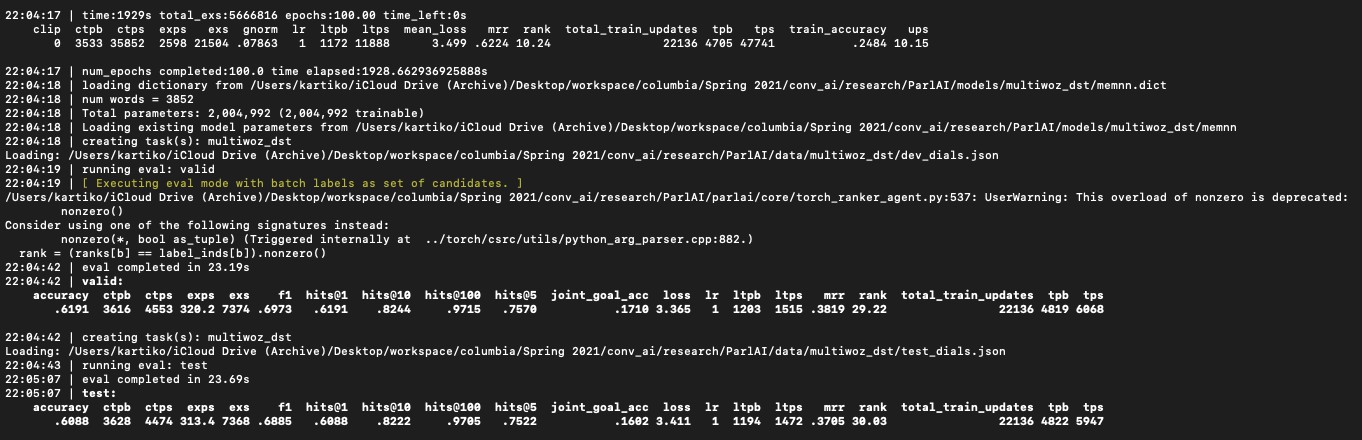 22:04:17 | time:1929s total_exs:5666816 epochs:100.00 time_left:0s
clip ctpb ctps exps exs gnorm lr ltpb ltps mean_loss mrr rank total_train_updates tpb tps train_accuracy ups
0 3533 35852 2598 21504 .07863 1 1172 11888 3.499 .6224 10.24 22136 4705 47741 .2484 10.15
22:04:17 | num_epochs completed:100.0 time elapsed:1928.662936925888s
22:04:18 | loading dictionary from /Users/kartiko/iCloud Drive (Archive)/Desktop/workspace/columbia/Spring 2021/conv_ai/research/ParlAI/models/multiwoz_dst/memnn.dict
22:04:18 | num words = 3852
22:04:18 | Total parameters: 2,004,992 (2,004,992 trainable)
22:04:18 | Loading existing model parameters from /Users/kartiko/iCloud Drive (Archive)/Desktop/workspace/columbia/Spring 2021/conv_ai/research/ParlAI/models/multiwoz_dst/memnn
22:04:18 | creating task(s): multiwoz_dst
Loading: /Users/kartiko/iCloud Drive (Archive)/Desktop/workspace/columbia/Spring 2021/conv_ai/research/ParlAI/data/multiwoz_dst/dev_dials.json
22:04:19 | running eval: valid
22:04:19 | [ Executing eval mode with batch labels as set of candidates. ]
/Users/kartiko/iCloud Drive (Archive)/Desktop/workspace/columbia/Spring 2021/conv_ai/research/ParlAI/parlai/core/torch_ranker_agent.py:537: UserWarning: This overload of nonzero is deprecated:
nonzero()
Consider using one of the following signatures instead:
nonzero(*, bool as_tuple) (Triggered internally at ../torch/csrc/utils/python_arg_parser.cpp:882.)
rank = (ranks[b] == label_inds[b]).nonzero()
22:04:42 | eval completed in 23.19s
22:04:42 | valid:
accuracy ctpb ctps exps exs f1 hits@1 hits@10 hits@100 hits@5 joint_goal_acc loss lr ltpb ltps mrr rank total_train_updates tpb tps
.6191 3616 4553 320.2 7374 .6973 .6191 .8244 .9715 .7570 .1710 3.365 1 1203 1515 .3819 29.22 22136 4819 6068
22:04:42 | creating task(s): multiwoz_dst
Loading: /Users/kartiko/iCloud Drive (Archive)/Desktop/workspace/columbia/Spring 2021/conv_ai/research/ParlAI/data/multiwoz_dst/test_dials.json
22:04:43 | running eval: test
22:05:07 | eval completed in 23.69s
22:05:07 | test:
accuracy ctpb ctps exps exs f1 hits@1 hits@10 hits@100 hits@5 joint_goal_acc loss lr ltpb ltps mrr rank total_train_updates tpb tps
.6088 3628 4474 313.4 7368 .6885 .6088 .8222 .9705 .7522 .1602 3.411 1 1194 1472 .3705 30.03 22136 4822 5947